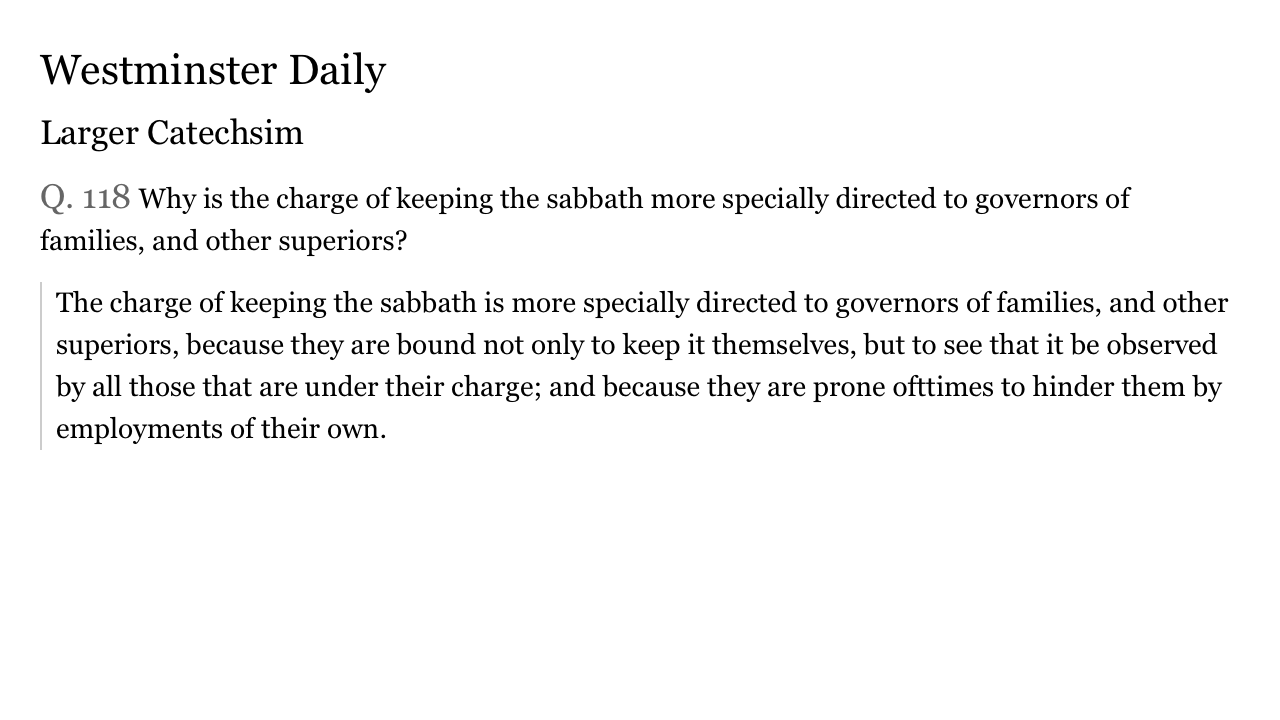 Westminster Daily
Larger Catechsim
Q. 118 Why is the charge of keeping the sabbath more specially directed to governors of
families, and other superiors?
The charge of keeping the sabbath is more specially directed to governors of families, and other
superiors, because they are bound not only to keep it themselves, but to see that it be observed
by all those that are under their charge; and because they are prone ofttimes to hinder them by
employments of their own.